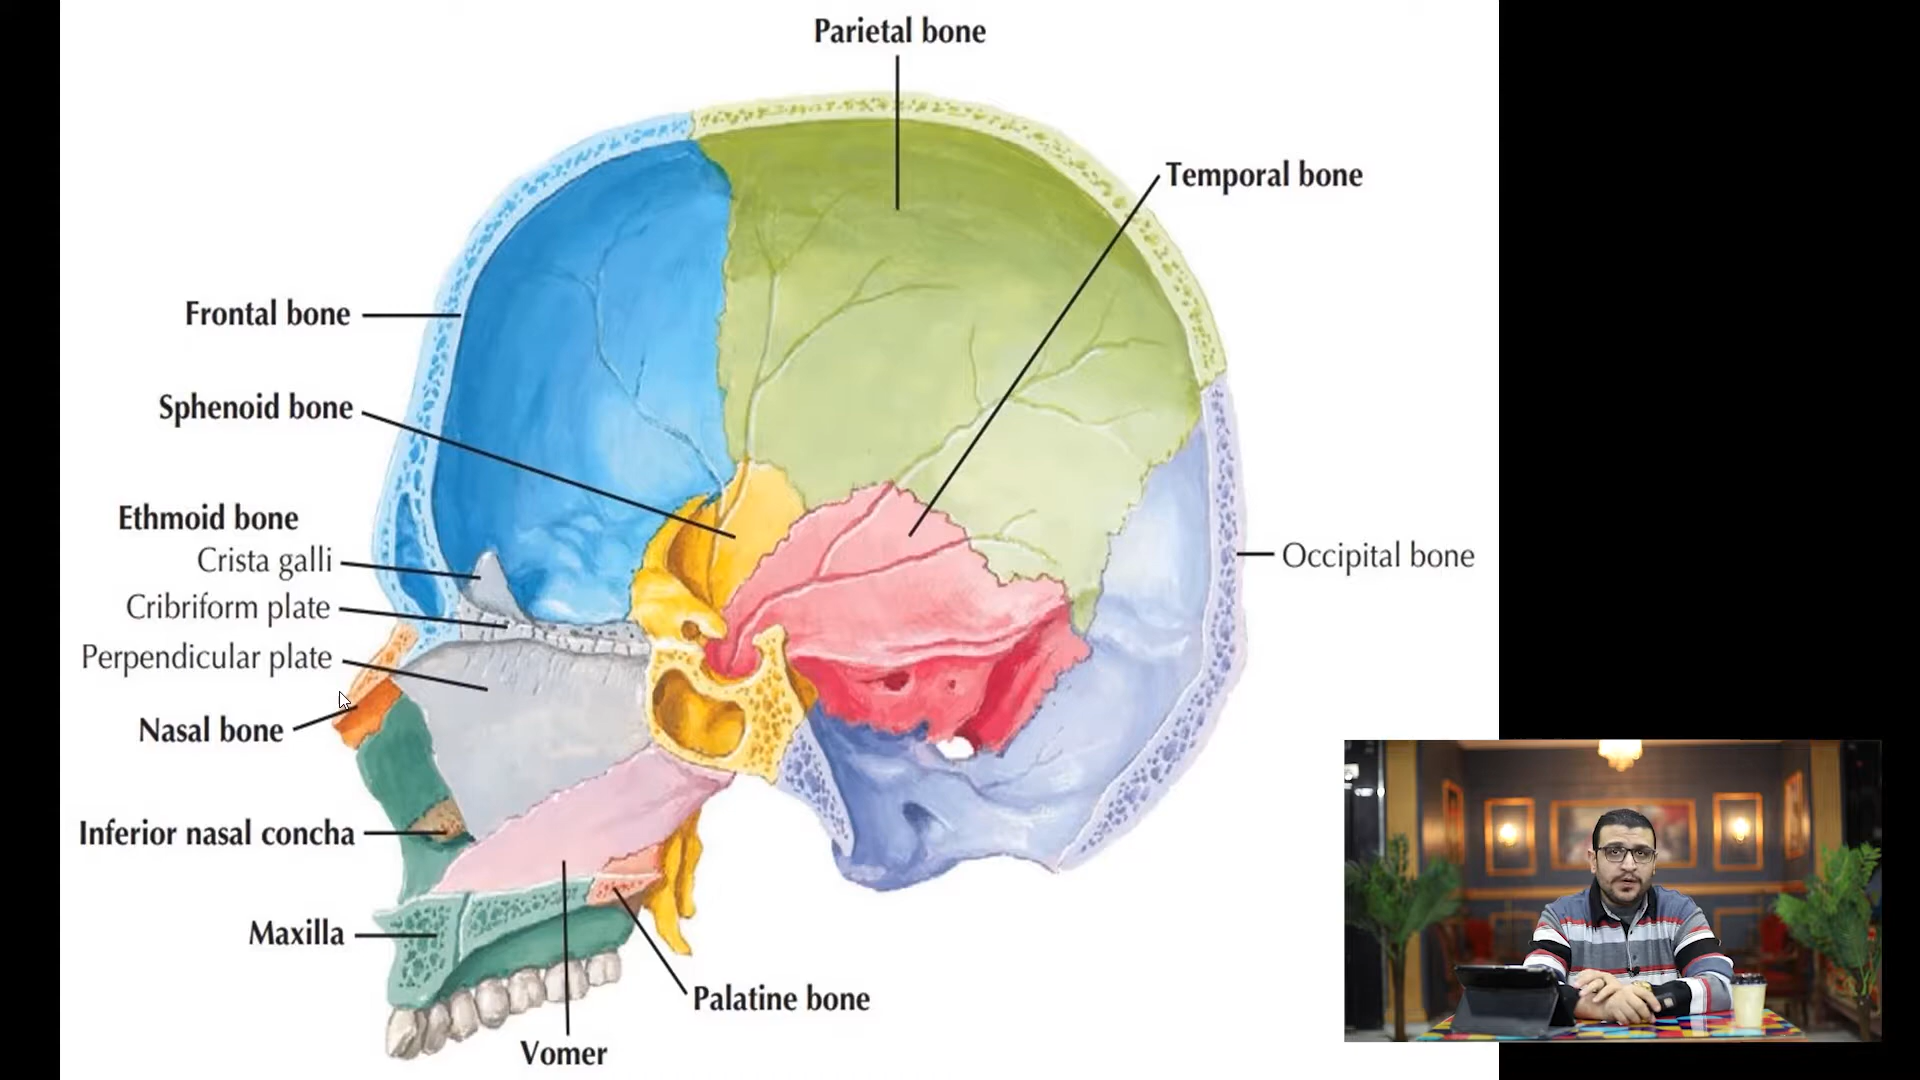 Parietal bone
Temporal bone
Frontal bone
Sphenoid bone
Ethmoid bone
Crista galli
Occipital bone
Cribriform plate
Perpendicular plate
Nasal bone
Inferior nasal concha
Maxilla
Palatine bone
Vomer